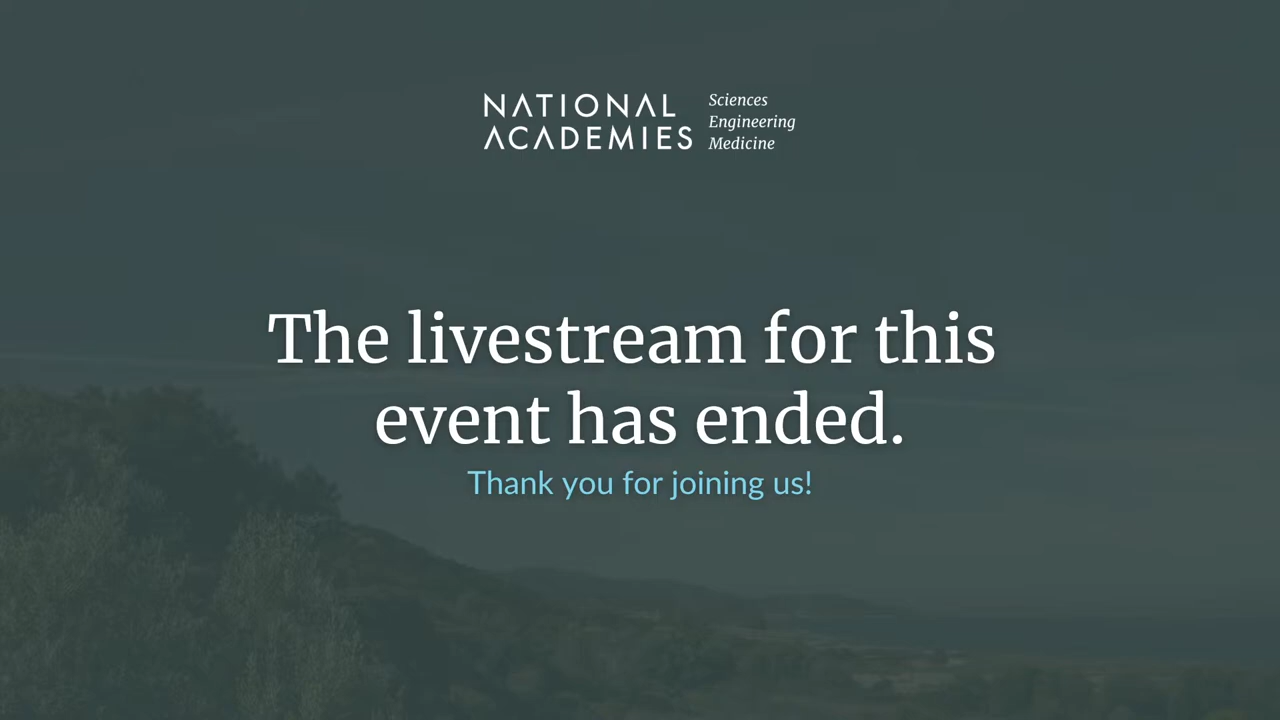 NATIONAL
ACADEMIES
Sciences
Engineering
Medicine
The livestream for this
event has ended.
Thank you for joining us!